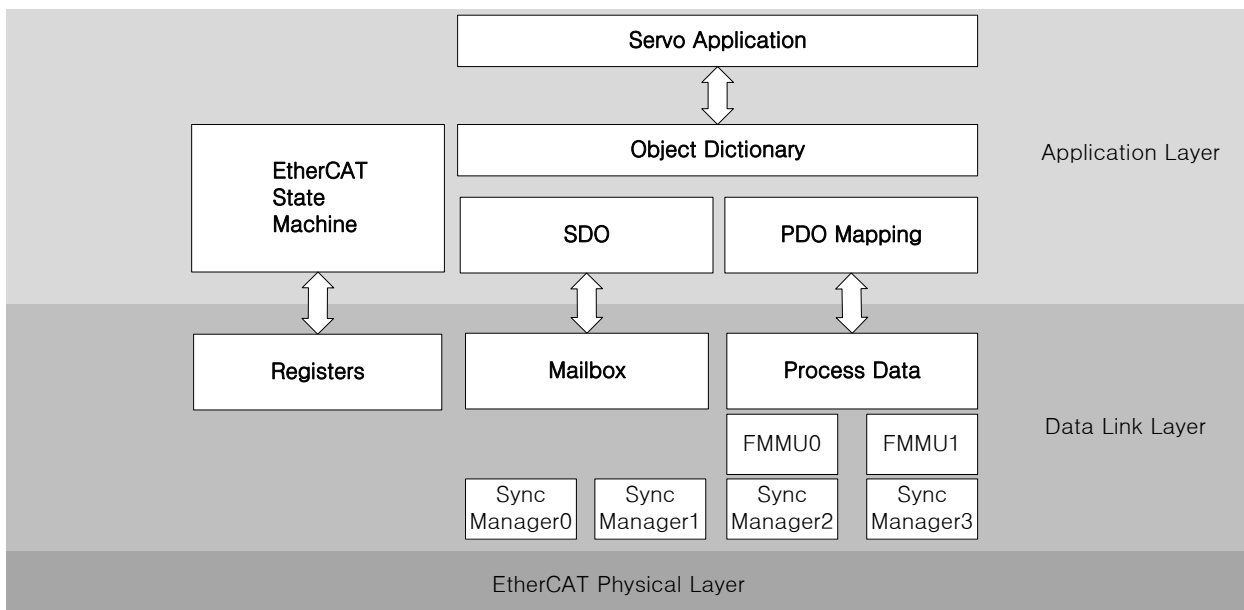 Servo Application
Object Dictionary
Application Layer
EtherCAT
State
Machine
SDO
PDO Mapping
Registers
Mailbox
Process Data
Data Link Layer
FMMU0
FMMU1
Sync
Manager0
Sync
Manager1
Sync
Manager2
Sync
Manager3
EtherCAT Physical Layer